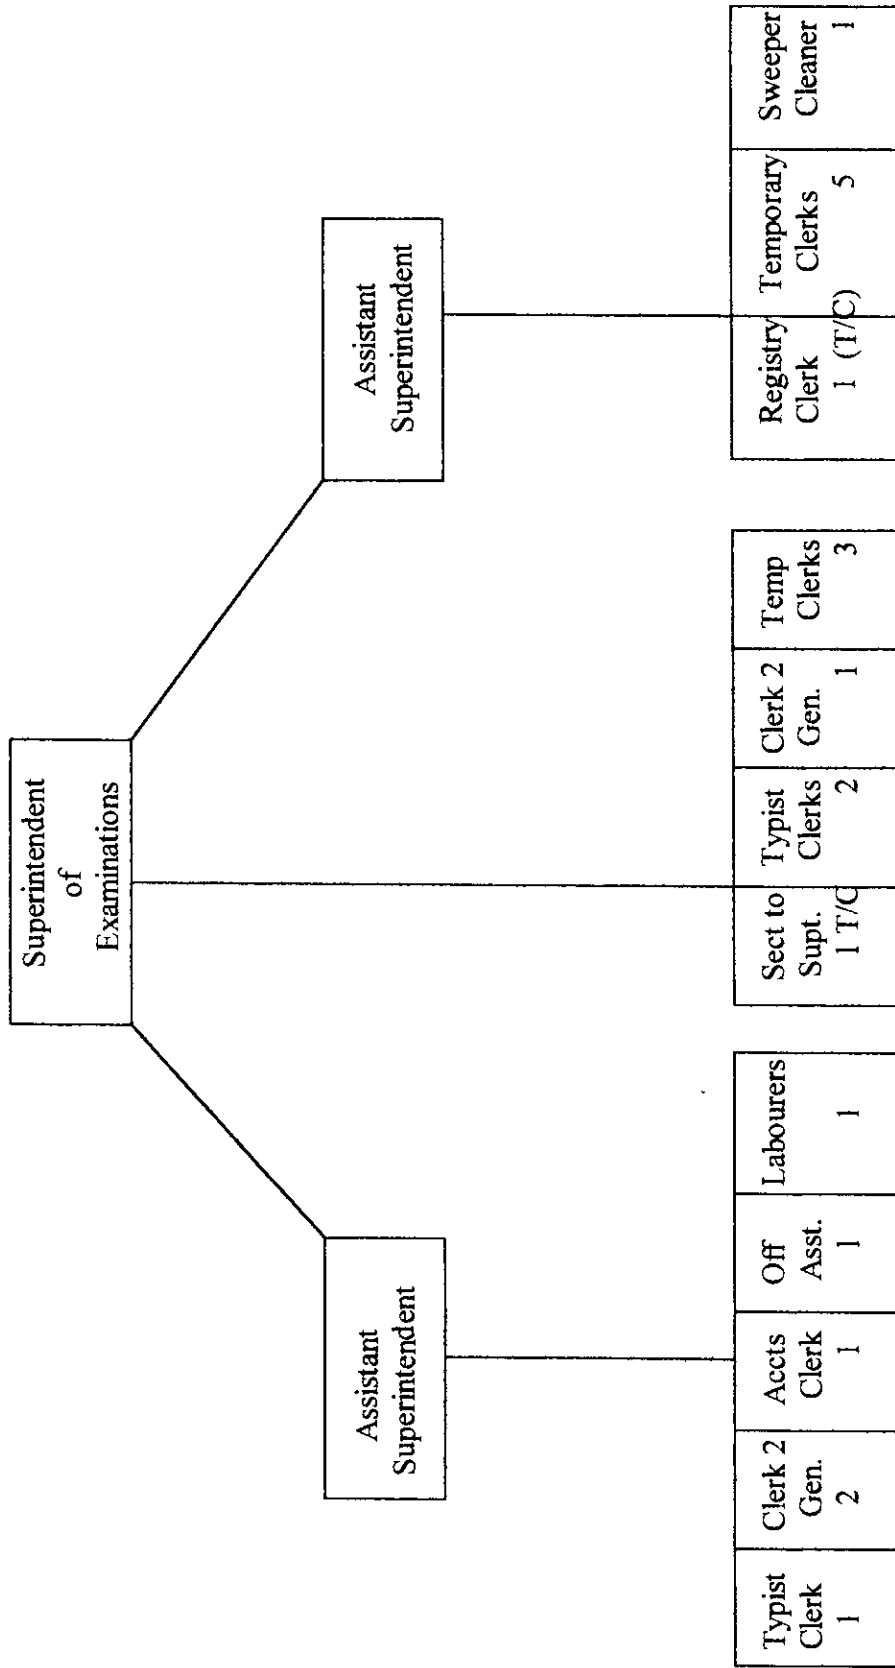 Superintendent
of
Examinations
Assistant
Superintendent
Assistant
Superintendent
Typist
Clerk
1
Clerk 2
Gen.
2
Accts
Clerk
1
Off
Asst.
1
Labourers
1
Sect to
Supt.
1 T/C
Typist
Clerks
2
Clerk 2
Gen.
1
Temp
Clerks
3
Registry
Clerk
1 (T/C)
Temporary
Clerks
5
Sweeper
Cleaner
1